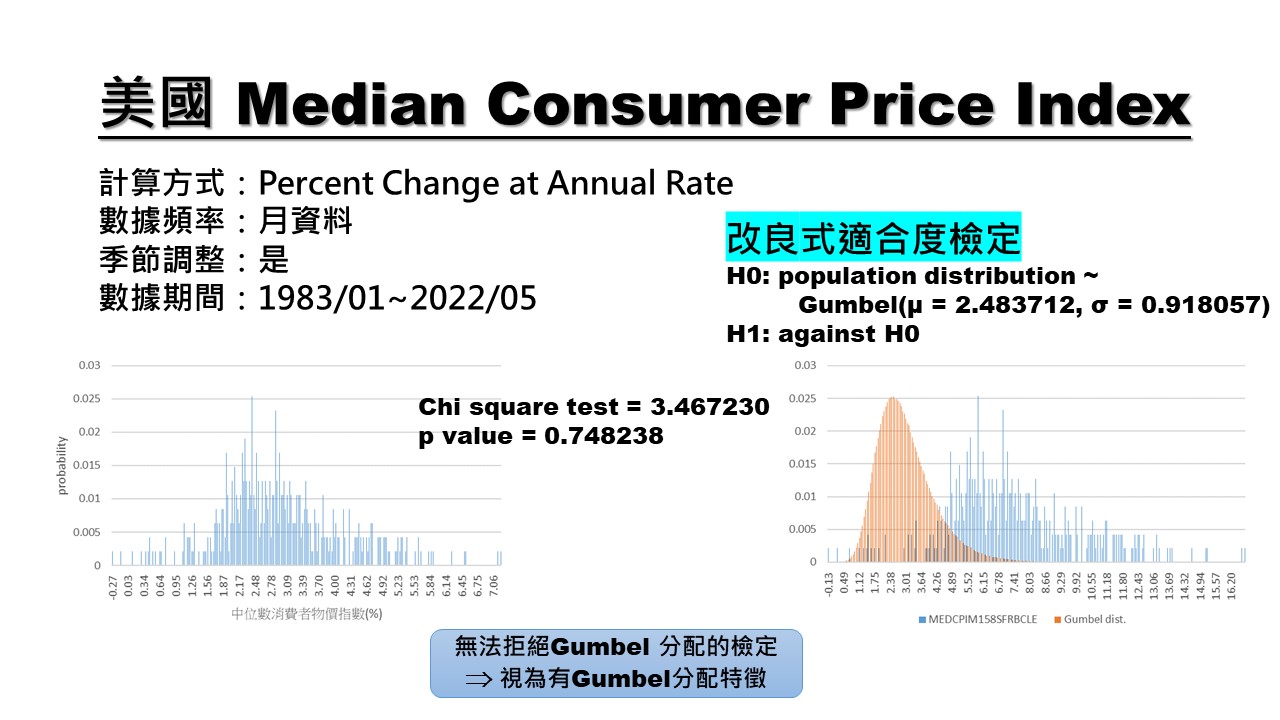 美國 Median Consumer Price Index
計算方式：Percent Change at Annual Rate
數據頻率：月資料
季節調整：是
數據期間：1983/01~2022/05
改良式適合度檢定
H0: population distribution ~
Gumbel(μ = 2.483712, σ = 0.918057)
H1: against H0
Chi square test = 3.467230
p value = 0.748238
probability
0.03
0.025
0.02
0.015
0.01
0.005
0
-0.27 0.03 0.34 0.64 0.95 1.26 1.56 1.87 2.17 2.48 2.78 3.09 3.39 3.70 4.00 4.31 4.62 4.92 5.23 5.53 5.84 6.14 6.45 6.75 7.06
中位數消費者物價指數(%)
0.03
0.025
0.02
0.015
0.01
0.005
0
-0.13 0.49 1.12 1.75 2.38 3.01 3.64 4.26 4.89 5.52 6.15 6.78 7.41 8.03 8.66 9.29 9.92 10.55 11.18 11.80 12.43 13.06 13.69 14.32 14.94 15.57 16.20
MEDCPIM158SFRBCLE Gumbel dist.
無法拒絕Gumbel 分配的檢定
⇒ 視為有Gumbel分配特徵